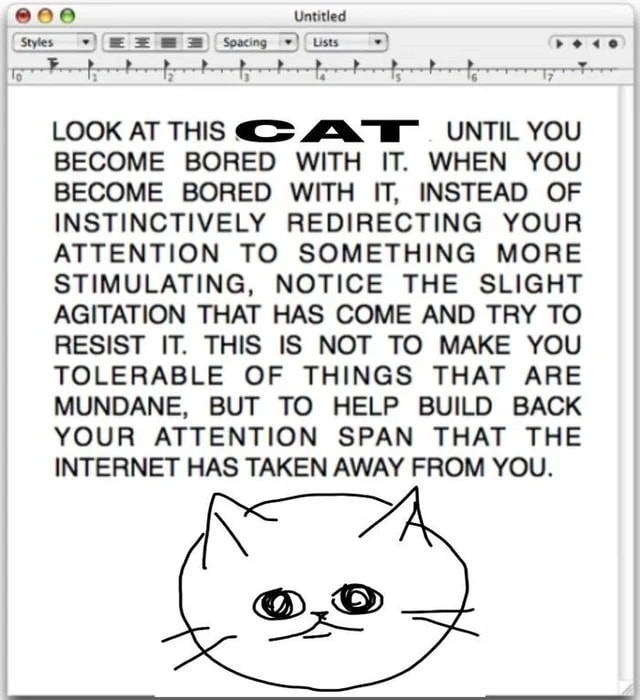 Untitled
Styles Spacing Lists
0 1 2 3 4 5 6 7
LOOK AT THIS CAT UNTIL YOU
BECOME BORED WITH IT. WHEN YOU
BECOME BORED WITH IT, INSTEAD OF
INSTINCTIVELY REDIRECTING YOUR
ATTENTION TO SOMETHING MORE
STIMULATING, NOTICE THE SLIGHT
AGITATION THAT HAS COME AND TRY TO
RESIST IT. THIS IS NOT TO MAKE YOU
TOLERABLE OF THINGS THAT ARE
MUNDANE, BUT TO HELP BUILD BACK
YOUR ATTENTION SPAN THAT THE
INTERNET HAS TAKEN AWAY FROM YOU.